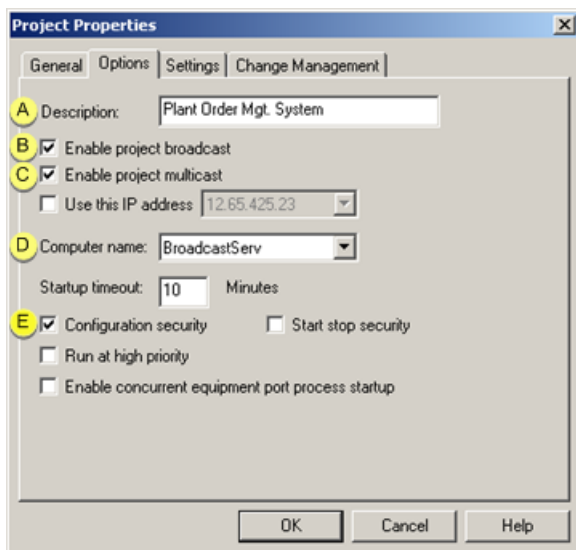 Project Properties
General Options Settings Change Management
A Description: Plant Order Mgt. System
B Enable project broadcast
C Enable project multicast
Use this IP address 12.65.425.23
D Computer name: BroadcastServ
Startup timeout: 10 Minutes
E Configuration security Start stop security
Run at high priority
Enable concurrent equipment port process startup
OK Cancel Help